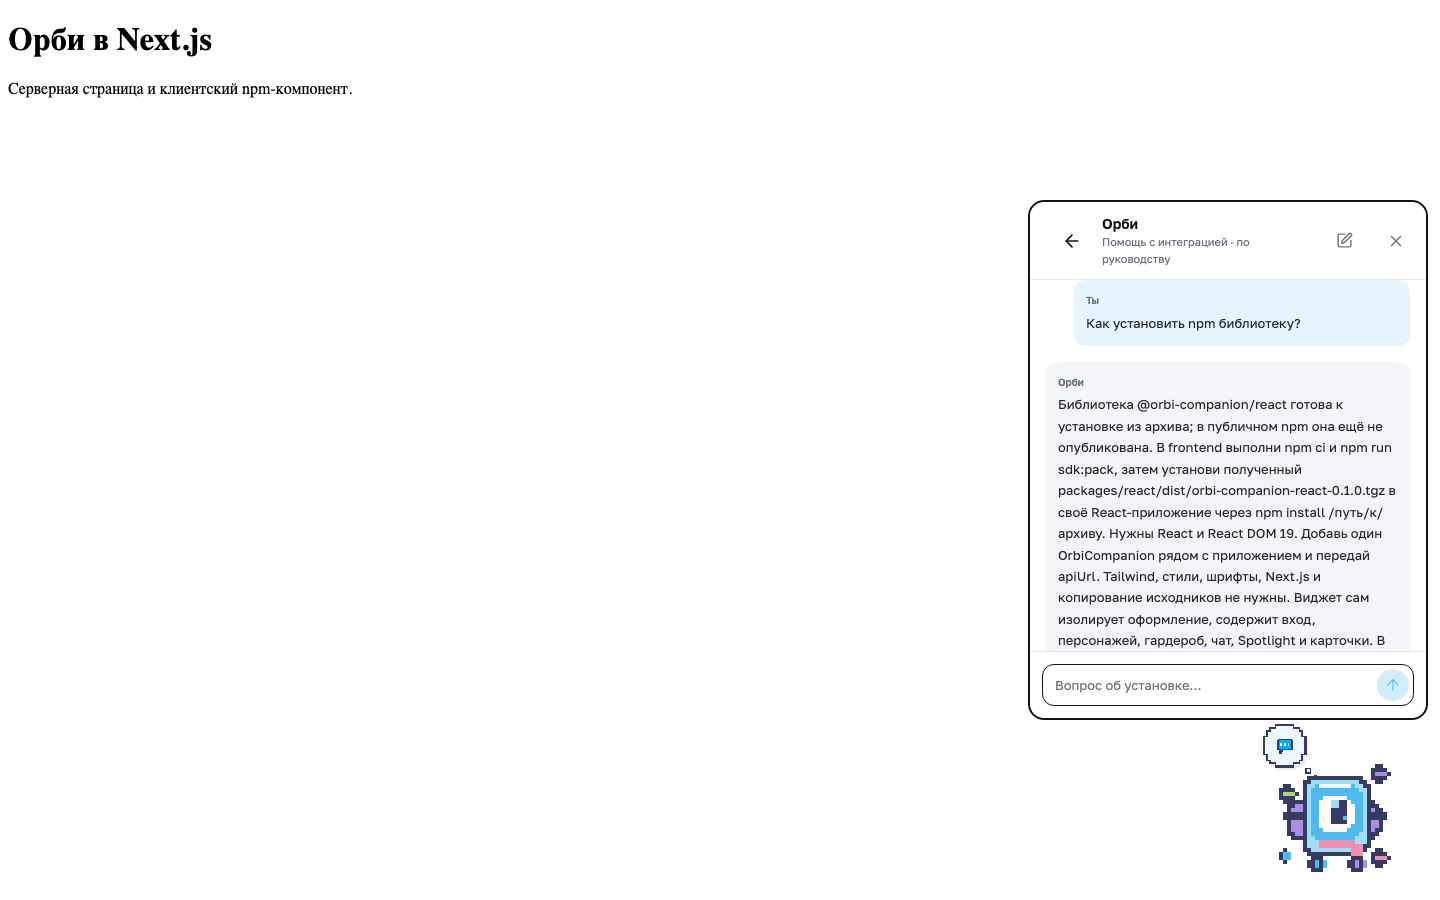 Орби в Next.js
Серверная страница и клиентский npm-компонент.
Орби
Помощь с интеграцией · по
руководству
Ты
Как установить npm библиотеку?
Орби
Библиотека @orbi-companion/react готова к
установке из архива; в публичном npm она ещё не
опубликована. В frontend выполни npm ci и npm run
sdk:pack, затем установи полученный
packages/react/dist/orbi-companion-react-0.1.0.tgz в
своё React-приложение через npm install /путь/к/
архиву. Нужны React и React DOM 19. Добавь один
OrbiCompanion рядом с приложением и передай
apiUrl. Tailwind, стили, шрифты, Next.js и
копирование исходников не нужны. Виджет сам
изолирует оформление, содержит вход,
персонажей, гардероб, чат, Spotlight и карточки. В
Вопрос об установке...